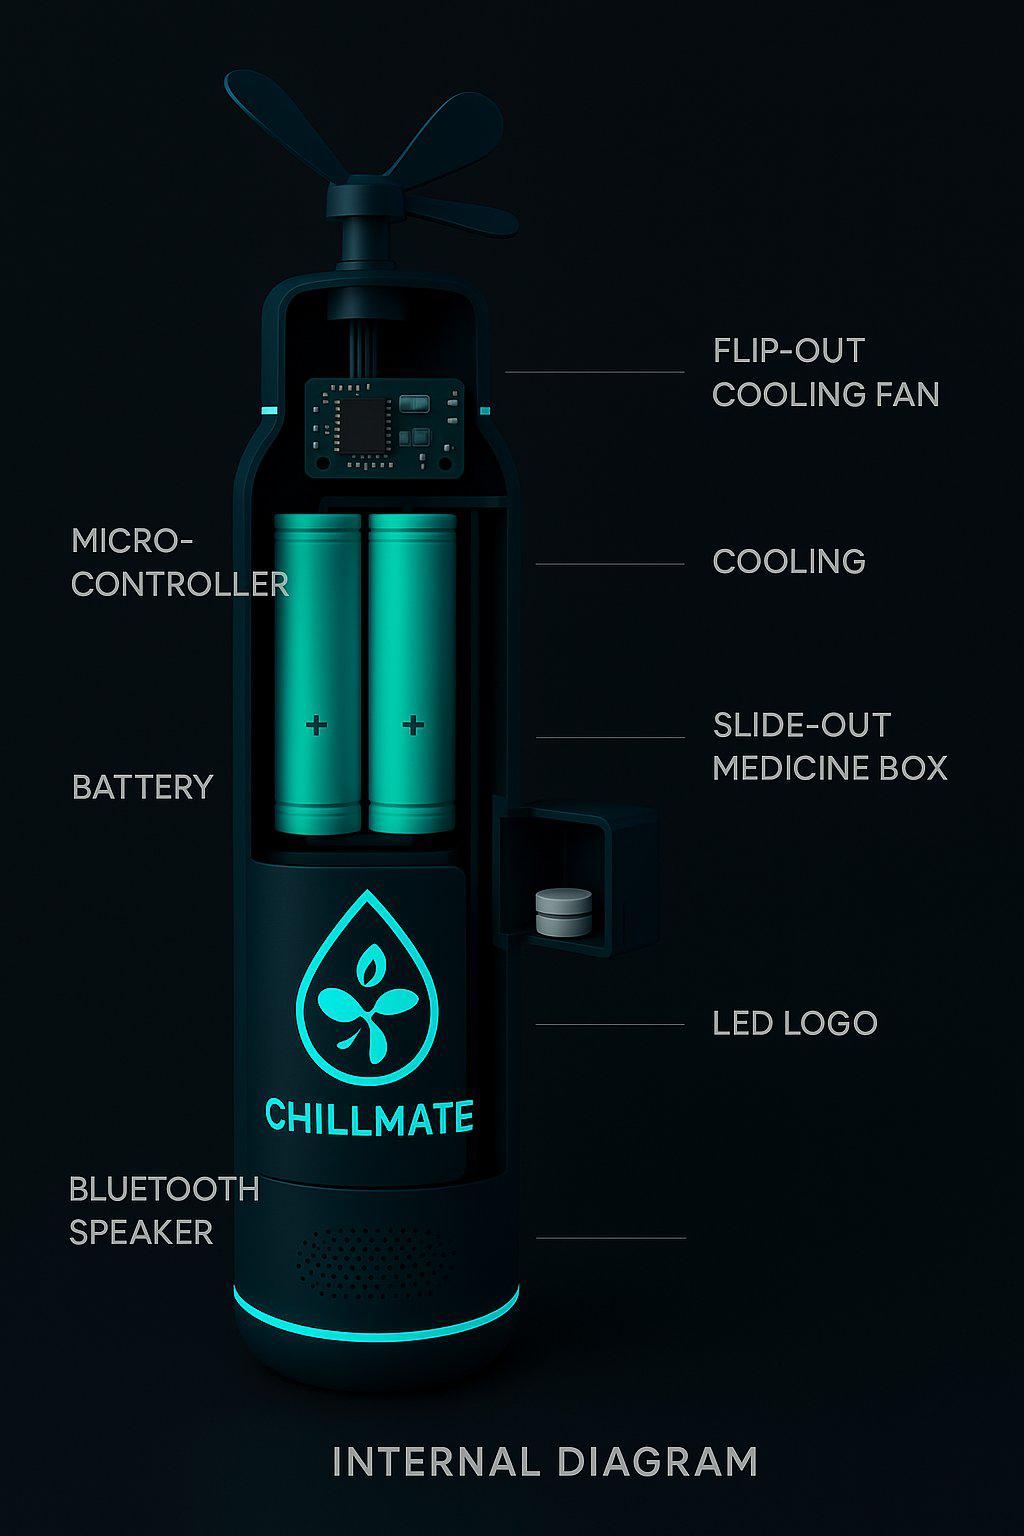 FLIP-OUT
COOLING FAN
MICRO-
CONTROLLER
COOLING
SLIDE-OUT
MEDICINE BOX
BATTERY
+ +
LED LOGO
CHILLMATE
BLUETOOTH
SPEAKER
INTERNAL DIAGRAM